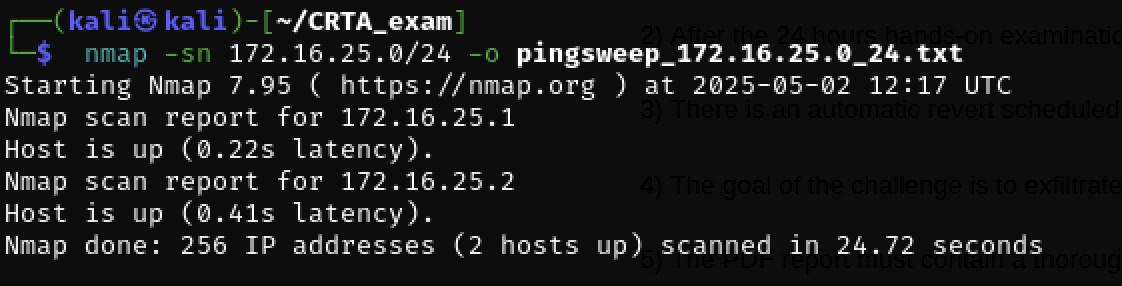 ┌──(kali㉿kali)-[~/CRTA_exam]
└─$ nmap -sn 172.16.25.0/24 -o pingsweep_172.16.25.0_24.txt
Starting Nmap 7.95 ( https://nmap.org ) at 2025-05-02 12:17 UTC
Nmap scan report for 172.16.25.1
Host is up (0.22s latency).
Nmap scan report for 172.16.25.2
Host is up (0.41s latency).
Nmap done: 256 IP addresses (2 hosts up) scanned in 24.72 seconds
2) After the 24 hours hands-on
3) There is an automatic revert scheduled
4) The goal of the challenge is to exfiltrate
5) The PDF report must contain a